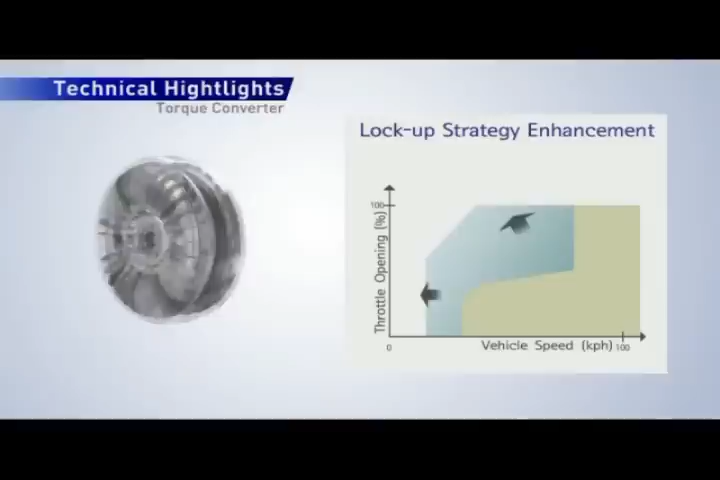 Technical Hightlights
Torque Converter
Lock-up Strategy Enhancement
100
Throttle Opening (%)
0
Vehicle Speed (kph)
100